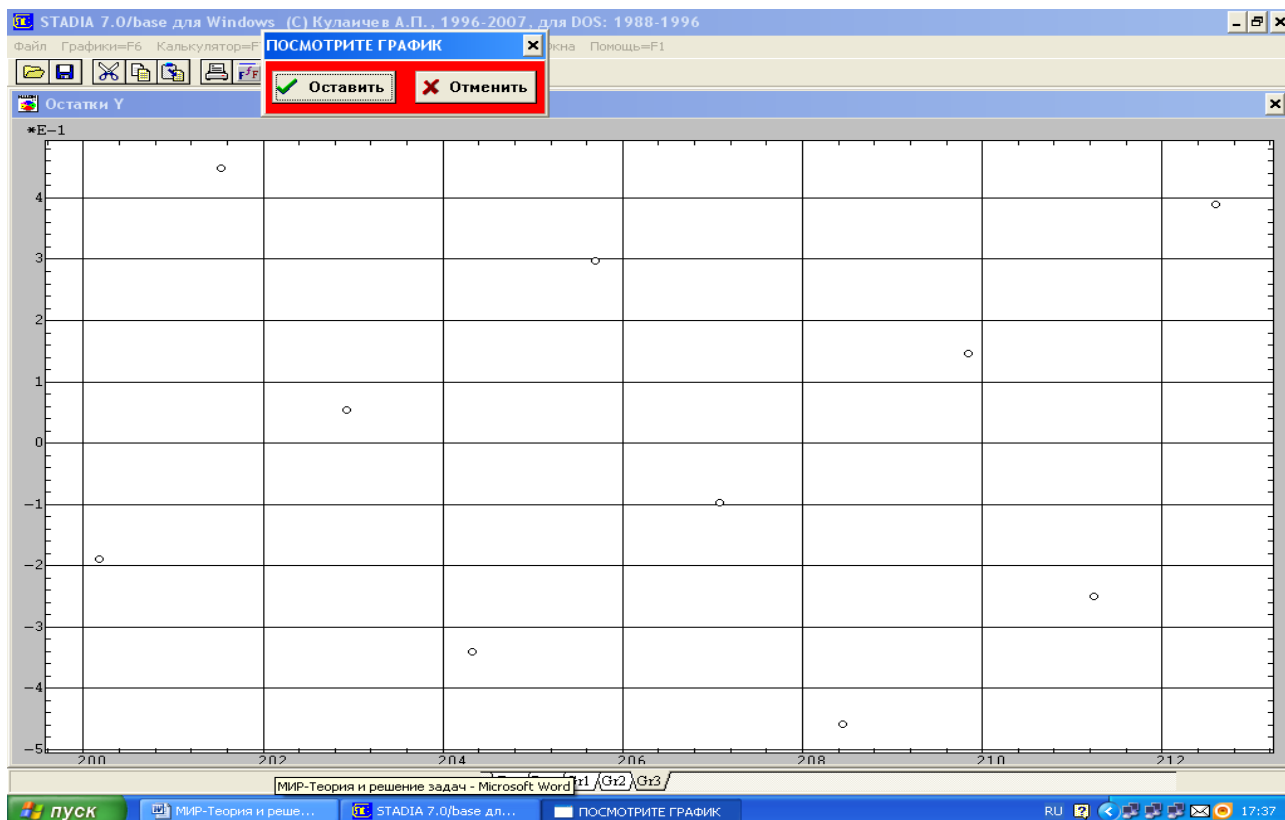 STADIA 7.0/base для Windows (C) Кулаичев А.П., 1996-2007, для DOS: 1988-1996
ПОСМОТРИТЕ ГРАФИК
Файл Графики=F6 Калькулятор=F
Помощь=F1
Оставить Отменить
Остатки Y
*E-1
4
3
2
1
0
-1
-2
-3
-4
-5
200 202 204 206 208 210 212
Gr2 Gr3
МИР-Теория и решение задач - Microsoft Word
пуск МИР-Теория и реше... STADIA 7.0/base дл... ПОСМОТРИТЕ ГРАФИК RU 17:37